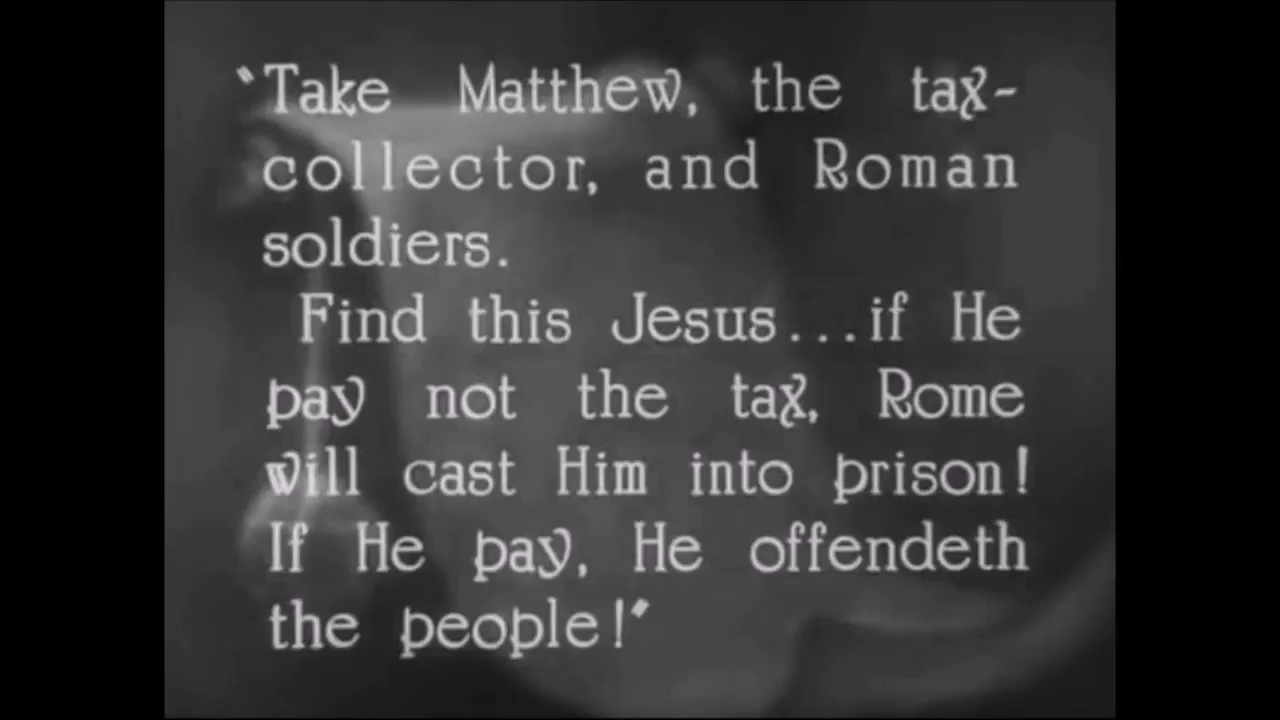 "Take Matthew, the tax-
collector, and Roman
soldiers.
Find this Jesus...if He
pay not the tax, Rome
will cast Him into prison!
If He pay, He offendeth
the people!"